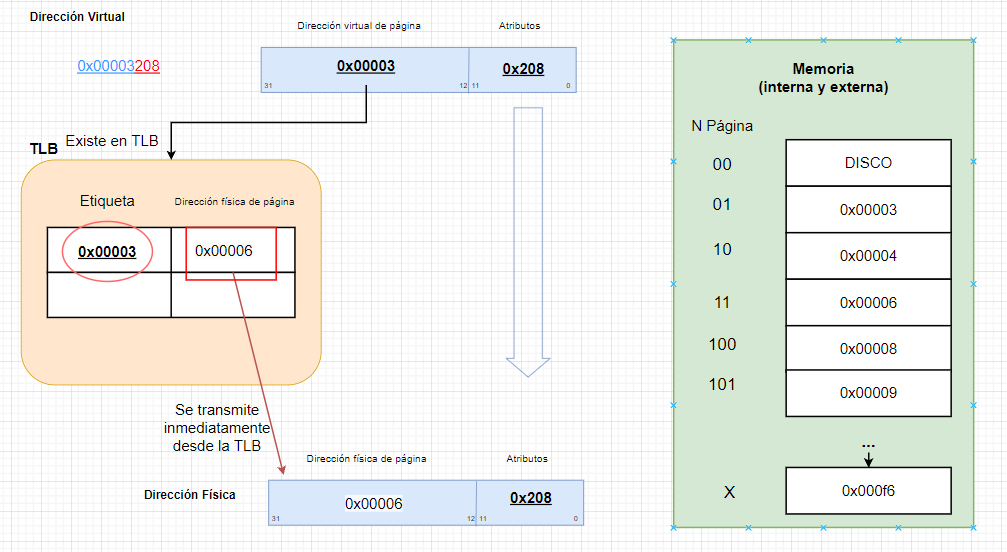 Dirección Virtual
0x00003208
Dirección virtual de página
Atributos
0x00003
0x208
31
12
11
0
Existe en TLB
TLB
Etiqueta
Dirección física de página
0x00003
0x00006
Se transmite
inmediatamente
desde la TLB
Dirección física de página
Atributos
Dirección Física
0x00006
0x208
31
12
11
0
Memoria
(interna y externa)
N Página
00
DISCO
01
0x00003
10
0x00004
11
0x00006
100
0x00008
101
0x00009
...
X
0x000f6